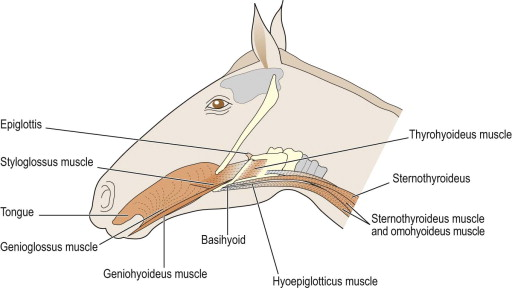 Epiglottis
Thyrohyoideus muscle
Styloglossus muscle
Sternothyroideus
Tongue
Sternothyroideus muscle
and omohyoideus muscle
Genioglossus muscle
Basihyoid
Geniohyoideus muscle
Hyoepiglotticus muscle